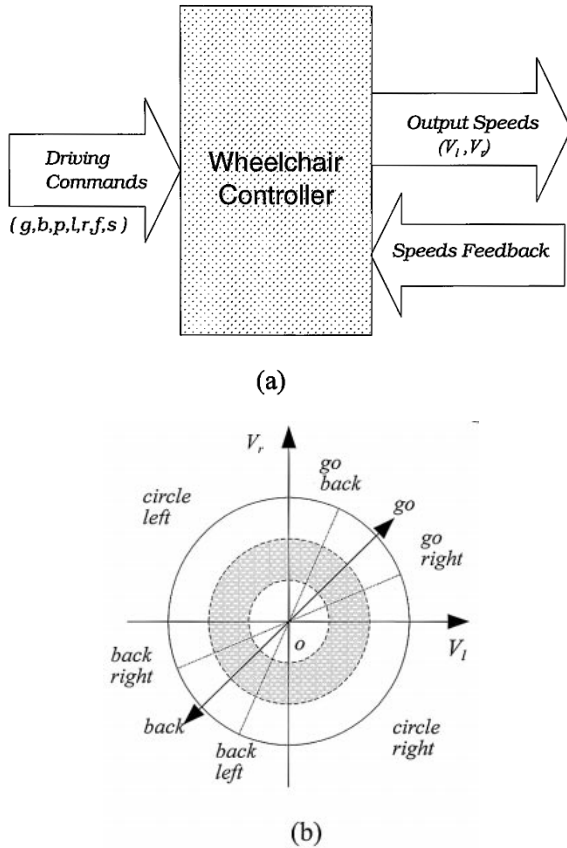 Driving
Commands
( g,b,p,l,r,f,s )
Wheelchair
Controller
Output Speeds
(V_l ,V_r)
Speeds Feedback
(a)
V_r
go
back
go
circle
left
go
right
o
V_l
back
right
back
back
left
circle
right
(b)